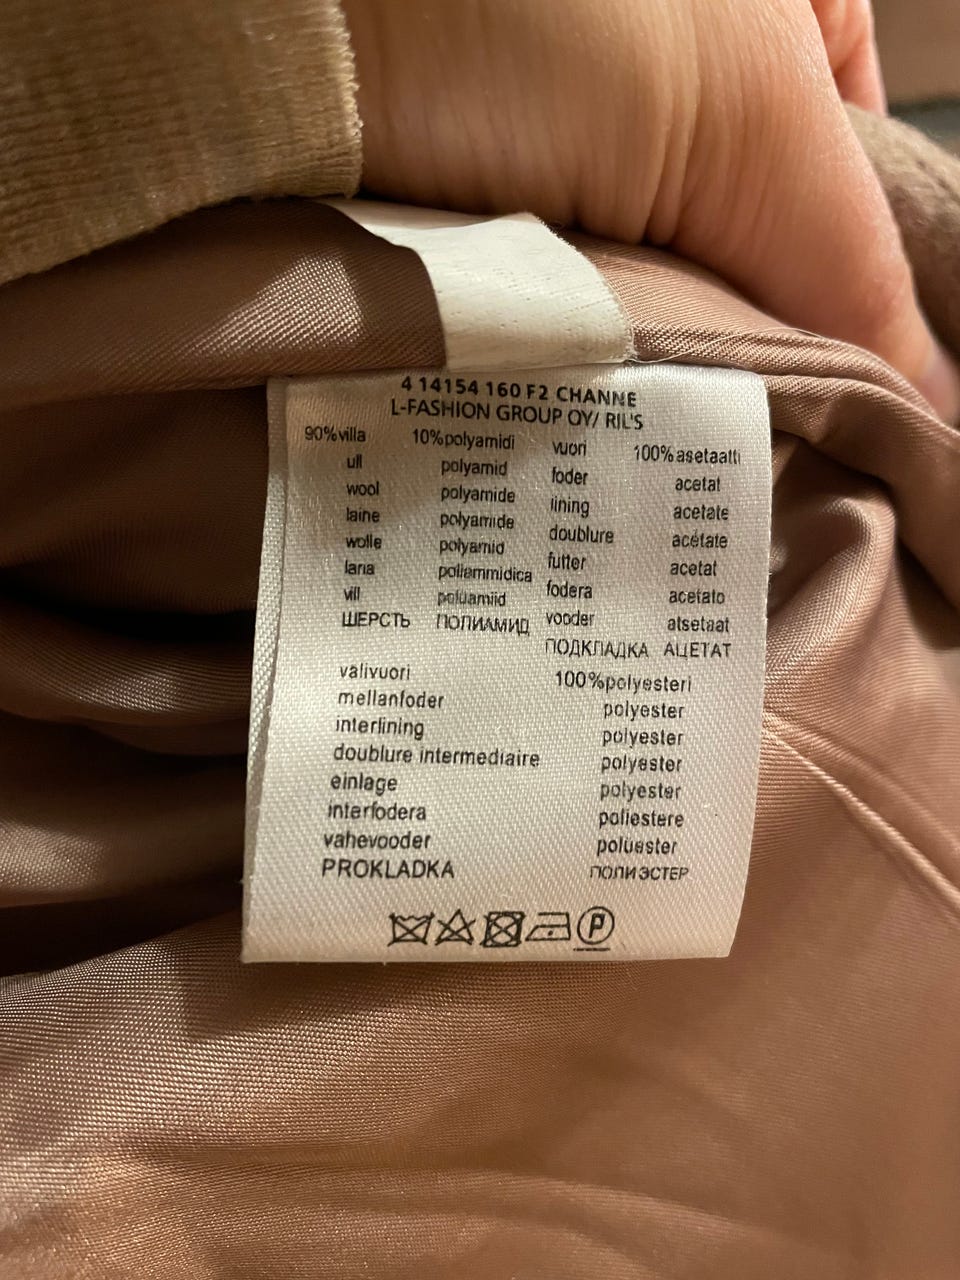 4 14154 160 F2 CHANNE
L-FASHION GROUP OY/ RIL'S
90%villa 10%polyamidi vuori 100%asetaatti
ull polyamid foder acetat
wool polyamide lining acetate
laine polyamide doublure acétate
wolle polyamid futter acetat
lana poliammidica fodera acetato
vill polüamiid vooder atsetaat
ШЕРСТЬ ПОЛИАМИД ПОДКЛАДКА АЦЕТАТ
valivuori 100%polyesteri
mellanfoder polyester
interlining polyester
doublure intermediaire polyester
einlage polyester
interfodera poliestere
vahevooder polüester
PROKLADKA ПОЛИЭСТЕР
P